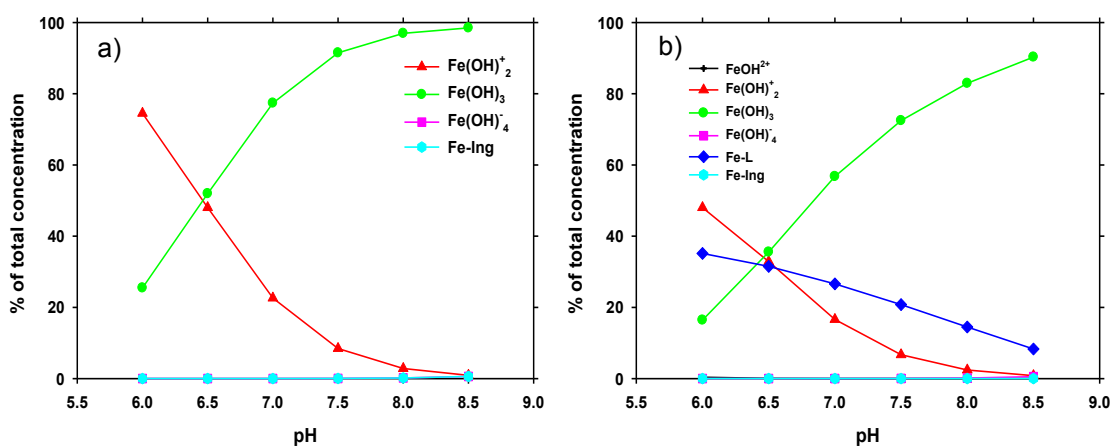 a)
Fe(OH)⁺₂
Fe(OH)₃
Fe(OH)⁻₄
Fe-Ing
% of total concentration
100
80
60
40
20
0
5.5 6.0 6.5 7.0 7.5 8.0 8.5 9.0
pH
b)
FeOH²⁺
Fe(OH)⁺₂
Fe(OH)₃
Fe(OH)⁻₄
Fe-L
Fe-Ing
% of total concentration
100
80
60
40
20
0
5.5 6.0 6.5 7.0 7.5 8.0 8.5 9.0
pH